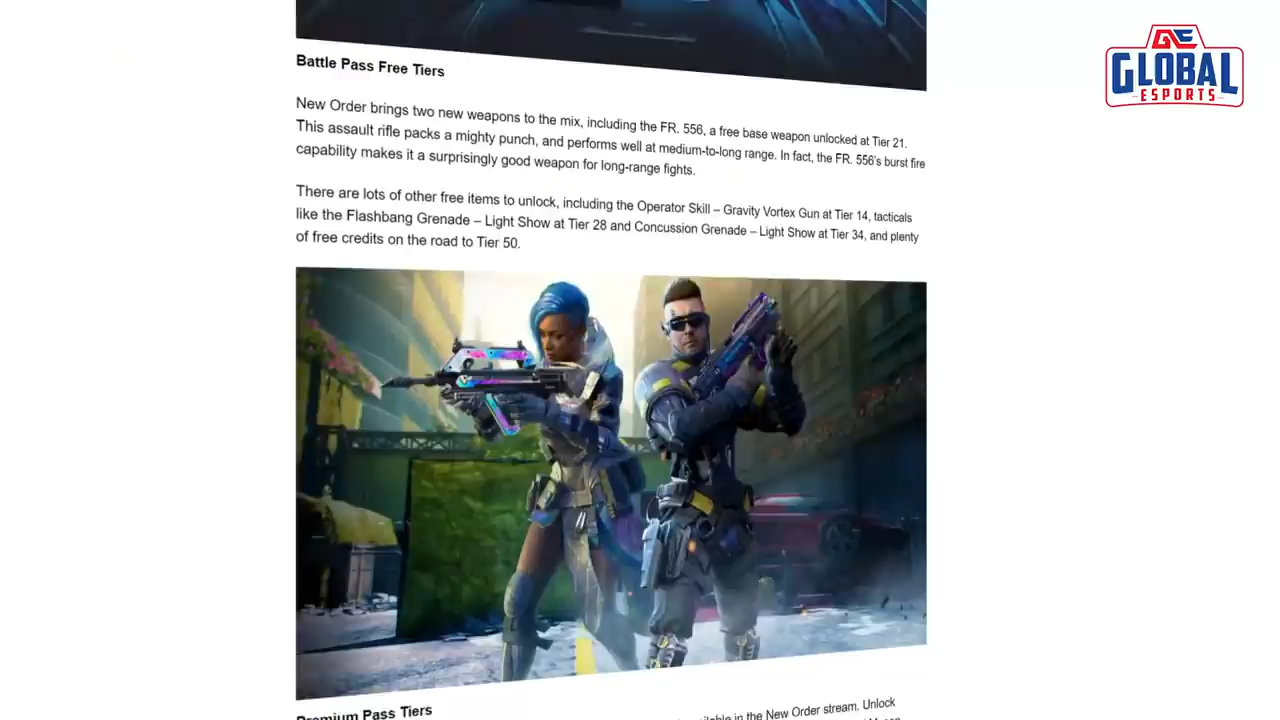 GE
GLOBAL
ESPORTS
Battle Pass Free Tiers
New Order brings two new weapons to the mix, including the FR. 556, a free base weapon unlocked at Tier 21.
This assault rifle packs a mighty punch, and performs well at medium-to-long range. In fact, the FR. 556's burst fire
capability makes it a surprisingly good weapon for long-range fights.
There are lots of other free items to unlock, including the Operator Skill – Gravity Vortex Gun at Tier 14, tacticals
like the Flashbang Grenade – Light Show at Tier 28 and Concussion Grenade – Light Show at Tier 34, and plenty
of free credits on the road to Tier 50.
Premium Pass Tiers
in the New Order stream. Unlock